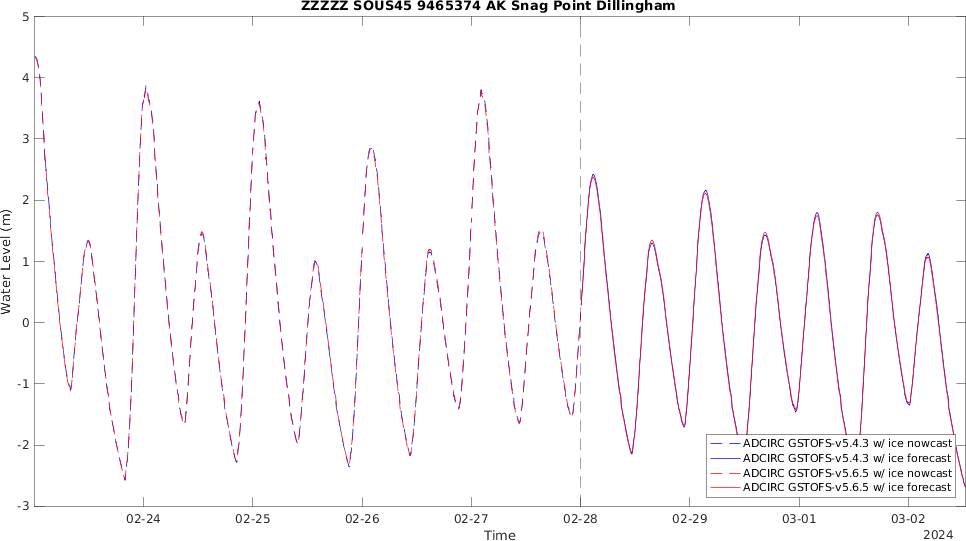 ZZZZZ SOUS45 9465374 AK Snag Point Dillingham
5
4
3
2
1
0
-1
-2
-3
Water Level (m)
ADCIRC GSTOFS-v5.4.3 w/ ice nowcast
ADCIRC GSTOFS-v5.4.3 w/ ice forecast
ADCIRC GSTOFS-v5.6.5 w/ ice nowcast
ADCIRC GSTOFS-v5.6.5 w/ ice forecast
02-24 02-25 02-26 02-27 02-28 02-29 03-01 03-02
Time
2024